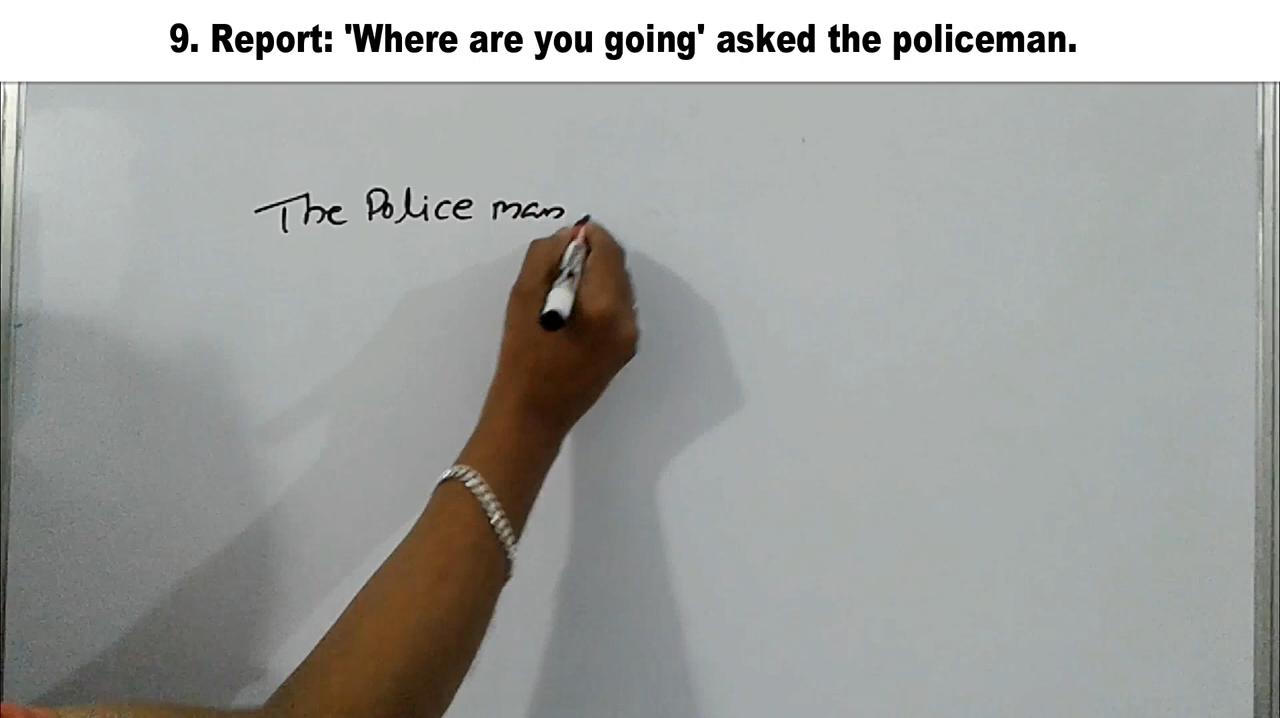 9. Report: 'Where are you going' asked the policeman.
The Police man